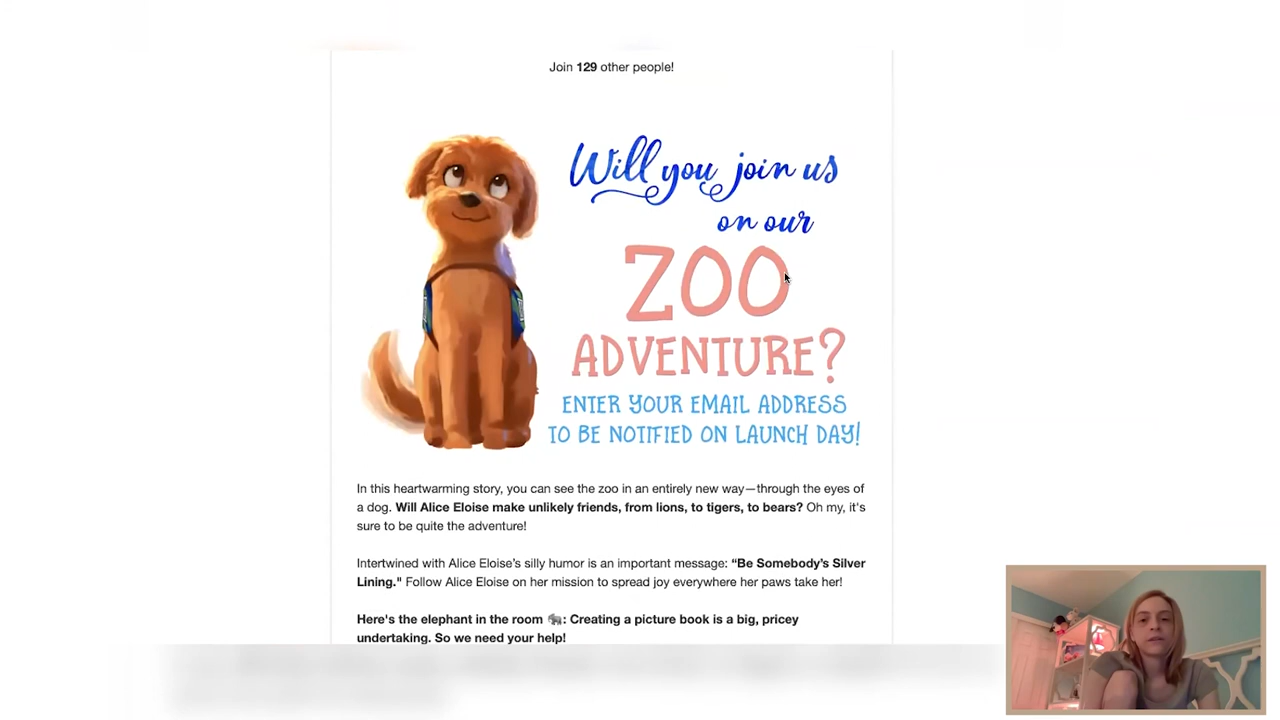 Join 129 other people!
Will you join us
on our
ZOO
ADVENTURE?
ENTER YOUR EMAIL ADDRESS
TO BE NOTIFIED ON LAUNCH DAY!
In this heartwarming story, you can see the zoo in an entirely new way—through the eyes of
a dog. Will Alice Eloise make unlikely friends, from lions, to tigers, to bears? Oh my, it's
sure to be quite the adventure!
Intertwined with Alice Eloise’s silly humor is an important message: “Be Somebody’s Silver
Lining." Follow Alice Eloise on her mission to spread joy everywhere her paws take her!
Here's the elephant in the room 🐘: Creating a picture book is a big, pricey
undertaking. So we need your help!